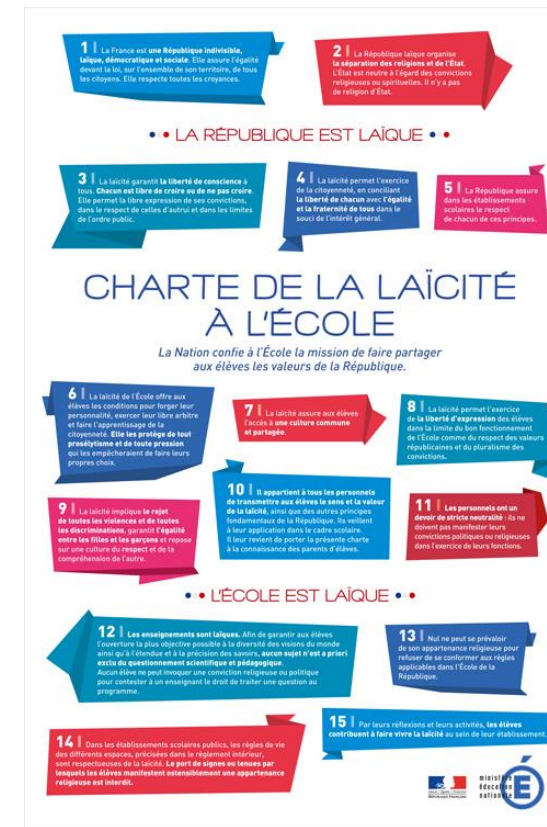 1 | La France est une République indivisible,
laïque, démocratique et sociale. Elle assure l'égalité
devant la loi, sur l'ensemble de son territoire, de tous
les citoyens. Elle respecte toutes les croyances.
2 | La République laïque organise
la séparation des religions et de l'État.
L'État est neutre à l'égard des convictions
religieuses ou spirituelles. Il n'y a pas
de religion d'État.
•• LA RÉPUBLIQUE EST LAÏQUE ••
3 | La laïcité garantit la liberté de conscience à
tous. Chacun est libre de croire ou de ne pas croire.
Elle permet la libre expression de ses convictions,
dans le respect de celles d'autrui et dans les limites
de l'ordre public.
4 | La laïcité permet l'exercice
de la citoyenneté, en conciliant
la liberté de chacun avec l'égalité
et la fraternité de tous dans le
souci de l'intérêt général.
5 | La République assure
dans les établissements
scolaires le respect
de chacun de ces principes.
CHARTE DE LA LAÏCITÉ
À L'ÉCOLE
La Nation confie à l'École la mission de faire partager
aux élèves les valeurs de la République.
6 | La laïcité de l'École offre aux
élèves les conditions pour forger leur
personnalité, exercer leur libre arbitre
et faire l'apprentissage de la
citoyenneté. Elle les protège de tout
prosélytisme et de toute pression
qui les empêcheraient de faire leurs
propres choix.
7 | La laïcité assure aux élèves
l'accès à une culture commune
et partagée.
8 | La laïcité permet l'exercice
de la liberté d'expression des élèves
dans la limite du bon fonctionnement
de l'École comme du respect des valeurs
républicaines et du pluralisme des
convictions.
9 | La laïcité implique le rejet
de toutes les violences et de toutes
les discriminations, garantit l'égalité
entre les filles et les garçons et repose
sur une culture du respect et de la
compréhension de l'autre.
10 | Il appartient à tous les personnels
de transmettre aux élèves le sens et la valeur
de la laïcité, ainsi que des autres principes
fondamentaux de la République. Ils veillent
à leur application dans le cadre scolaire.
Il leur revient de porter la présente charte
à la connaissance des parents d'élèves.
11 | Les personnels ont un
devoir de stricte neutralité : ils ne
doivent pas manifester leurs
convictions politiques ou religieuses
dans l'exercice de leurs fonctions.
•• L'ÉCOLE EST LAÏQUE ••
12 | Les enseignements sont laïques. Afin de garantir aux élèves
l'ouverture la plus objective possible à la diversité des visions du monde
ainsi qu'à l'étendue et à la précision des savoirs, aucun sujet n'est a priori
exclu du questionnement scientifique et pédagogique.
Aucun élève ne peut invoquer une conviction religieuse ou politique
pour contester à un enseignant le droit de traiter une question au
programme.
13 | Nul ne peut se prévaloir
de son appartenance religieuse pour
refuser de se conformer aux règles
applicables dans l'École de la
République.
14 | Dans les établissements scolaires publics, les règles de vie
des différents espaces, précisées dans le règlement intérieur,
sont respectueuses de la laïcité. Le port de signes ou tenues par
lesquels les élèves manifestent ostensiblement une appartenance
religieuse est interdit.
15 | Par leurs réflexions et leurs activités, les élèves
contribuent à faire vivre la laïcité au sein de leur établissement.
RÉPUBLIQUE FRANÇAISE
ministère
éducation
nationale
É